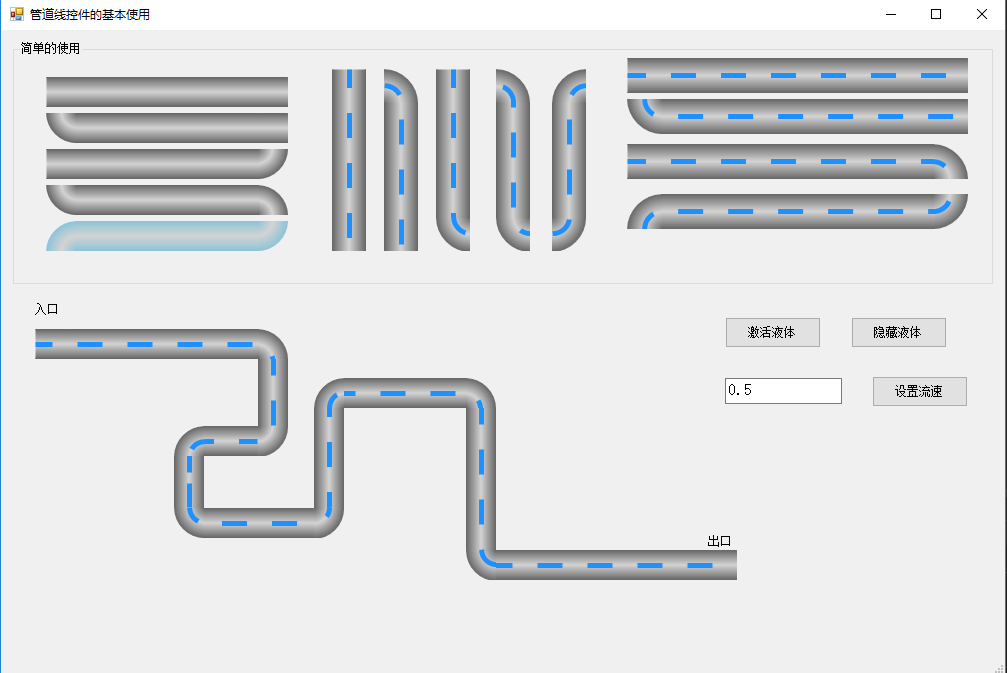 管道线控件的基本使用
简单的使用
入口
激活液体
隐藏液体
0.5
设置流速
出口